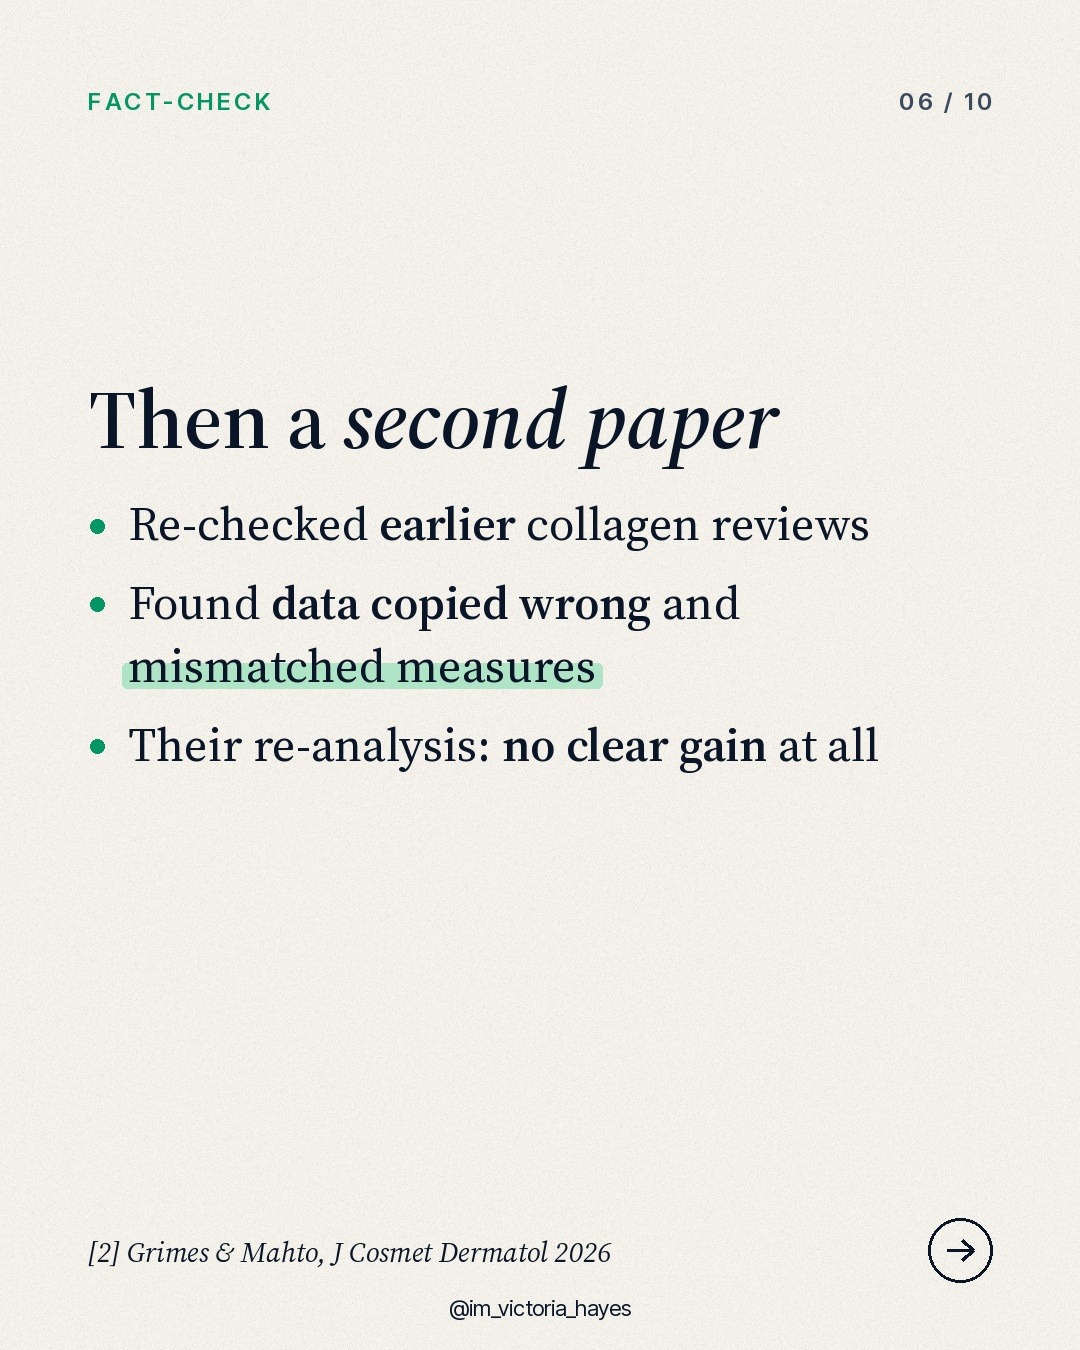 FACT-CHECK
06 / 10
Then a second paper
Re-checked earlier collagen reviews
Found data copied wrong and
mismatched measures
Their re-analysis: no clear gain at all
[2] Grimes & Mahto, J Cosmet Dermatol 2026
@im_victoria_hayes